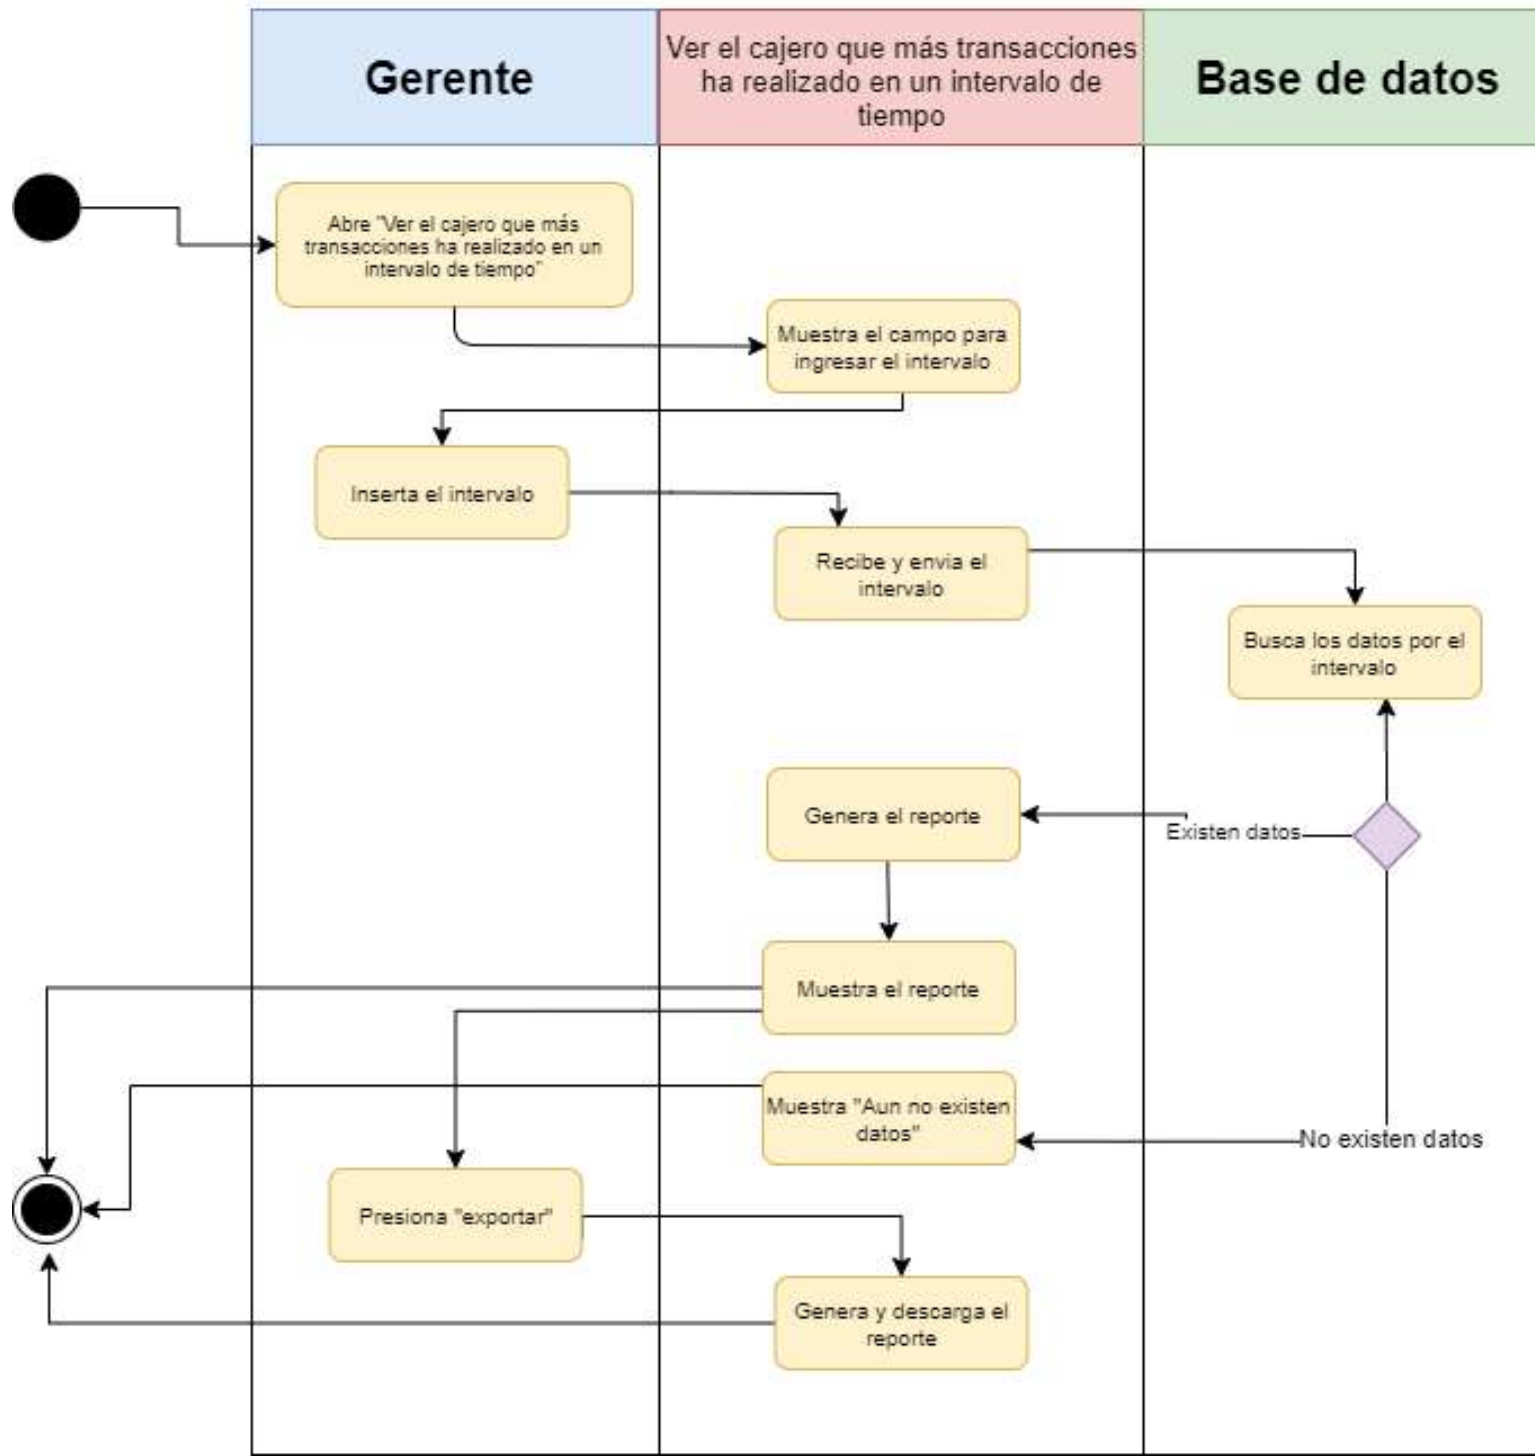 Gerente
Ver el cajero que más transacciones
ha realizado en un intervalo de
tiempo
Base de datos
Abre "Ver el cajero que más
transacciones ha realizado en un
intervalo de tiempo"
Muestra el campo para
ingresar el intervalo
Inserta el intervalo
Recibe y envia el
intervalo
Busca los datos por el
intervalo
Genera el reporte
Existen datos
Muestra el reporte
Muestra "Aun no existen
datos"
No existen datos
Presiona "exportar"
Genera y descarga el
reporte